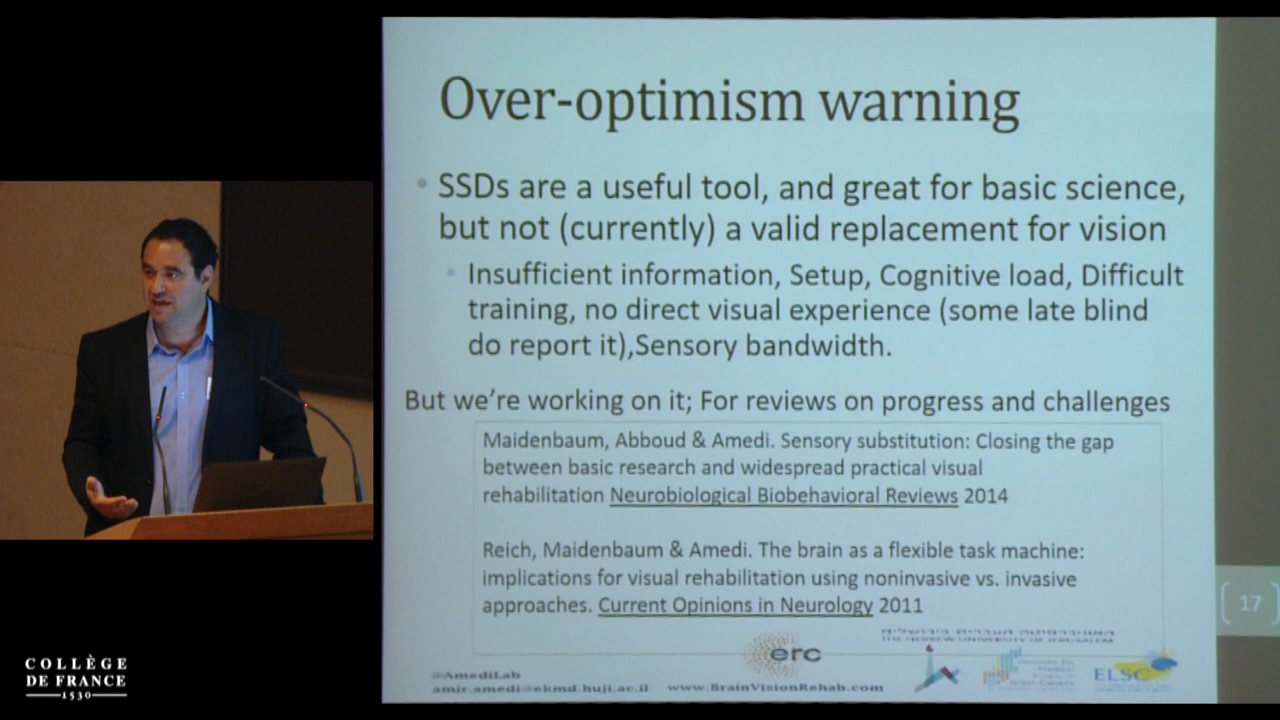 Over-optimism warning
• SSDs are a useful tool, and great for basic science,
but not (currently) a valid replacement for vision
• Insufficient information, Setup, Cognitive load, Difficult
training, no direct visual experience (some late blind
do report it),Sensory bandwidth.
But we're working on it; For reviews on progress and challenges
Maidenbaum, Abboud & Amedi. Sensory substitution: Closing the gap
between basic research and widespread practical visual
rehabilitation Neurobiological Biobehavioral Reviews 2014
Reich, Maidenbaum & Amedi. The brain as a flexible task machine:
implications for visual rehabilitation using noninvasive vs. invasive
approaches. Current Opinions in Neurology 2011
17
erc
THE HEBREW UNIVERSITY OF JERUSALEM
ELSC
@AmediLab
amir.amedi@ekmd.huji.ac.il www.BrainVisionRehab.com
COLLÈGE
DE FRANCE
1530